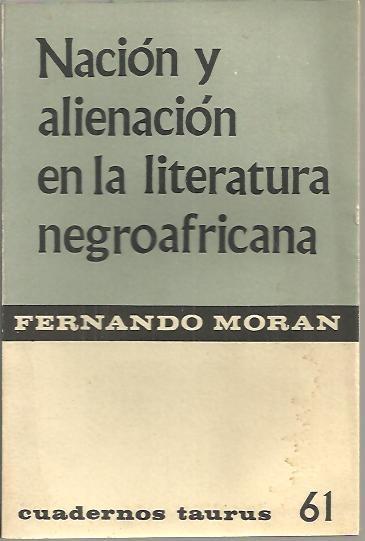 Nación y
alienación
en la literatura
negroafricana
FERNANDO MORAN
cuadernos taurus 61